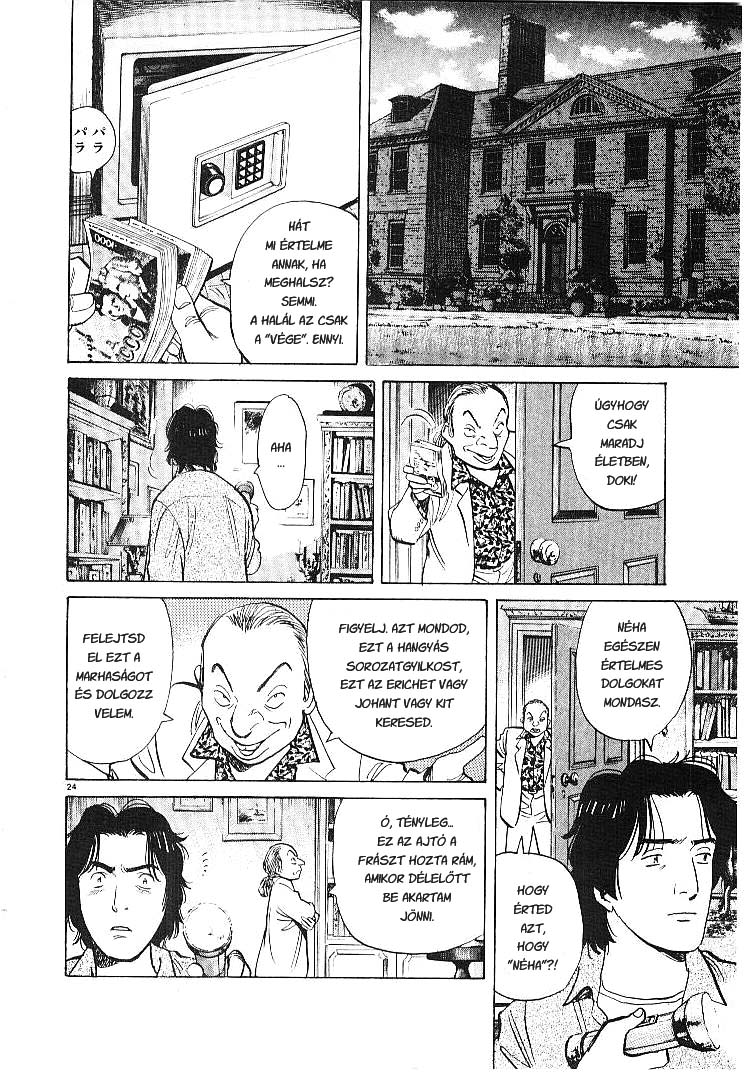 パラ
パラ
HÁT
MI ÉRTELME
ANNAK, HA
MEGHALSZ?
SEMMI.
A HALÁL AZ CSAK
A "VÉGE". ENNYI.
ÚGYHOGY
CSAK
MARADJ
ÉLETBEN,
DOKI!
AHA
...
NÉHA
EGÉSZEN
ÉRTELMES
DOLGOKAT
MONDASZ.
HOGY
ÉRTED
AZT,
HOGY
"NÉHA"?!
FIGYELJ. AZT MONDOD,
EZT A HANGYÁS
SOROZATGYILKOST,
EZT AZ ERICHET VAGY
JOHANT VAGY KIT
KERESED.
FELEJTSD
EL EZT A
MARHASÁGOT
ÉS DOLGOZZ
VELEM.
24
Ó, TÉNYLEG...
EZ AZ AJTÓ A
FRÁSZT HOZTA RÁM,
AMIKOR DÉLELŐTT
BE AKARTAM
JÖNNI.